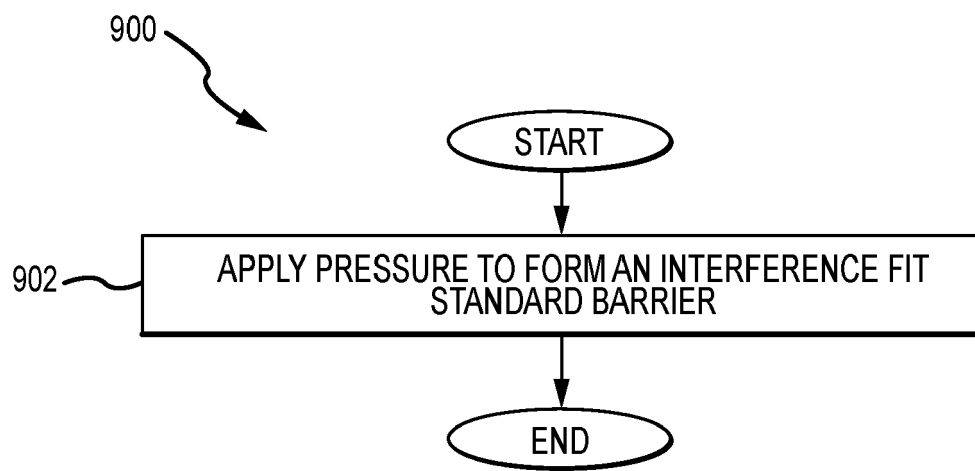 900
START
902
APPLY PRESSURE TO FORM AN INTERFERENCE FIT
STANDARD BARRIER
END